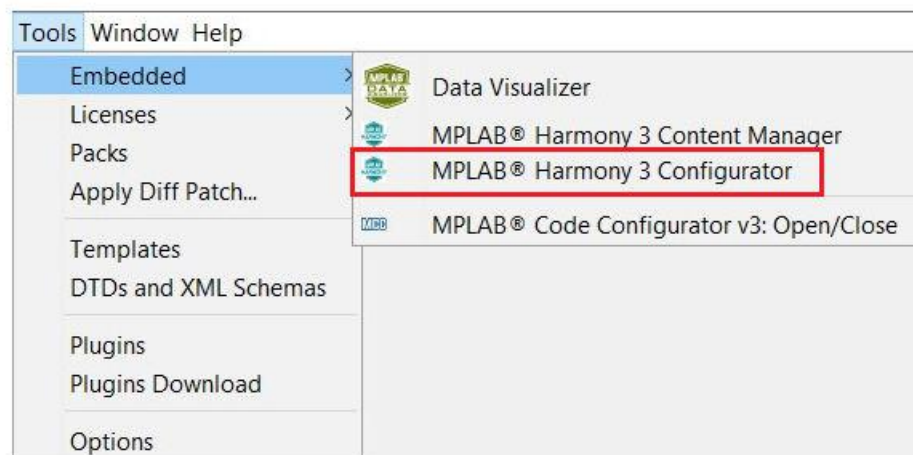 Tools Window Help
Embedded
Licenses
Packs
Apply Diff Patch...
Templates
DTDs and XML Schemas
Plugins
Plugins Download
Options
Data Visualizer
MPLAB® Harmony 3 Content Manager
MPLAB® Harmony 3 Configurator
MPLAB® Code Configurator v3: Open/Close